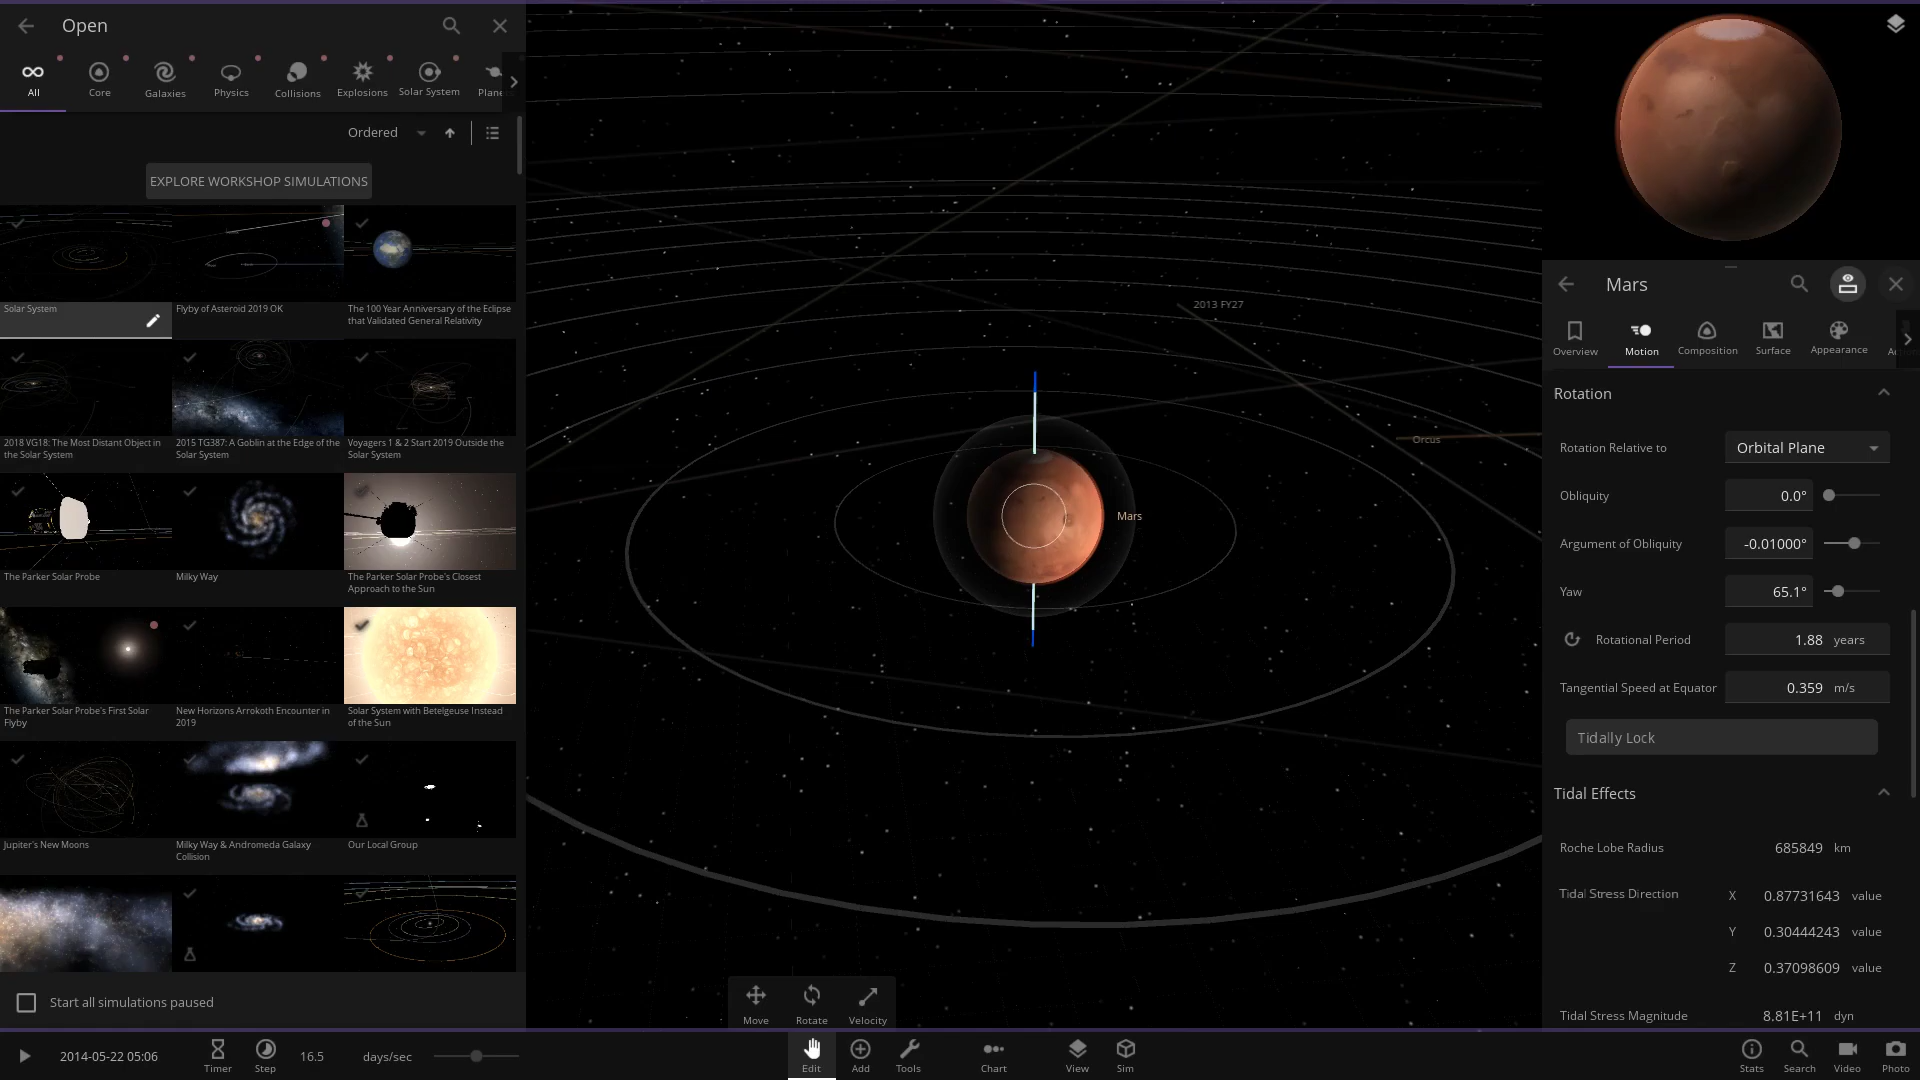 Open
All
Core
Galaxies
Physics
Collisions
Explosions
Solar System
Ordered
EXPLORE WORKSHOP SIMULATIONS
Solar System
Flyby of Asteroid 2019 OK
The 100 Year Anniversary of the Eclipse
that Validated General Relativity
2018 VG18: The Most Distant Object in
the Solar System
2015 TG387: A Goblin at the Edge of the
Solar System
Voyagers 1 & 2 Start 2019 Outside the
Solar System
The Parker Solar Probe
Milky Way
The Parker Solar Probe's Closest
Approach to the Sun
The Parker Solar Probe's First Solar
Flyby
New Horizons Arrokoth Encounter in
2019
Solar System with Betelgeuse Instead
of the Sun
Jupiter's New Moons
Milky Way & Andromeda Galaxy
Collision
Our Local Group
Start all simulations paused
2013 FY27
Orcus
Mars
Move
Rotate
Velocity
Mars
Overview
Motion
Composition
Surface
Appearance
Rotation
Rotation Relative to Orbital Plane
Obliquity 0.0°
Argument of Obliquity -0.01000°
Yaw 65.1°
Rotational Period 1.88 years
Tangential Speed at Equator 0.359 m/s
Tidally Lock
Tidal Effects
Roche Lobe Radius 685849 km
Tidal Stress Direction X 0.87731643 value
Y 0.30444243 value
Z 0.37098609 value
Tidal Stress Magnitude 8.81E+11 dyn
2014-05-22 05:06
Timer
Step
16.5 days/sec
Edit
Add
Tools
Chart
View
Sim
Stats
Search
Video
Photo